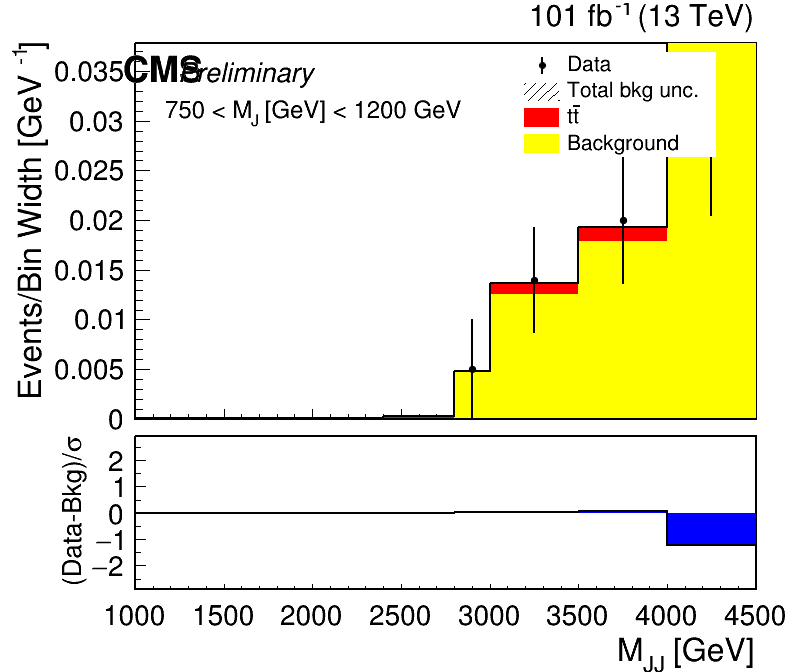 101 fb⁻¹ (13 TeV)
CMS Preliminary
750 < M_J [GeV] < 1200 GeV
Data
Total bkg unc.
tt̄
Background
Events/Bin Width [GeV⁻¹]
0.035
0.03
0.025
0.02
0.015
0.01
0.005
0
(Data-Bkg)/σ
2
1
0
−1
−2
1000 1500 2000 2500 3000 3500 4000 4500
M_JJ [GeV]